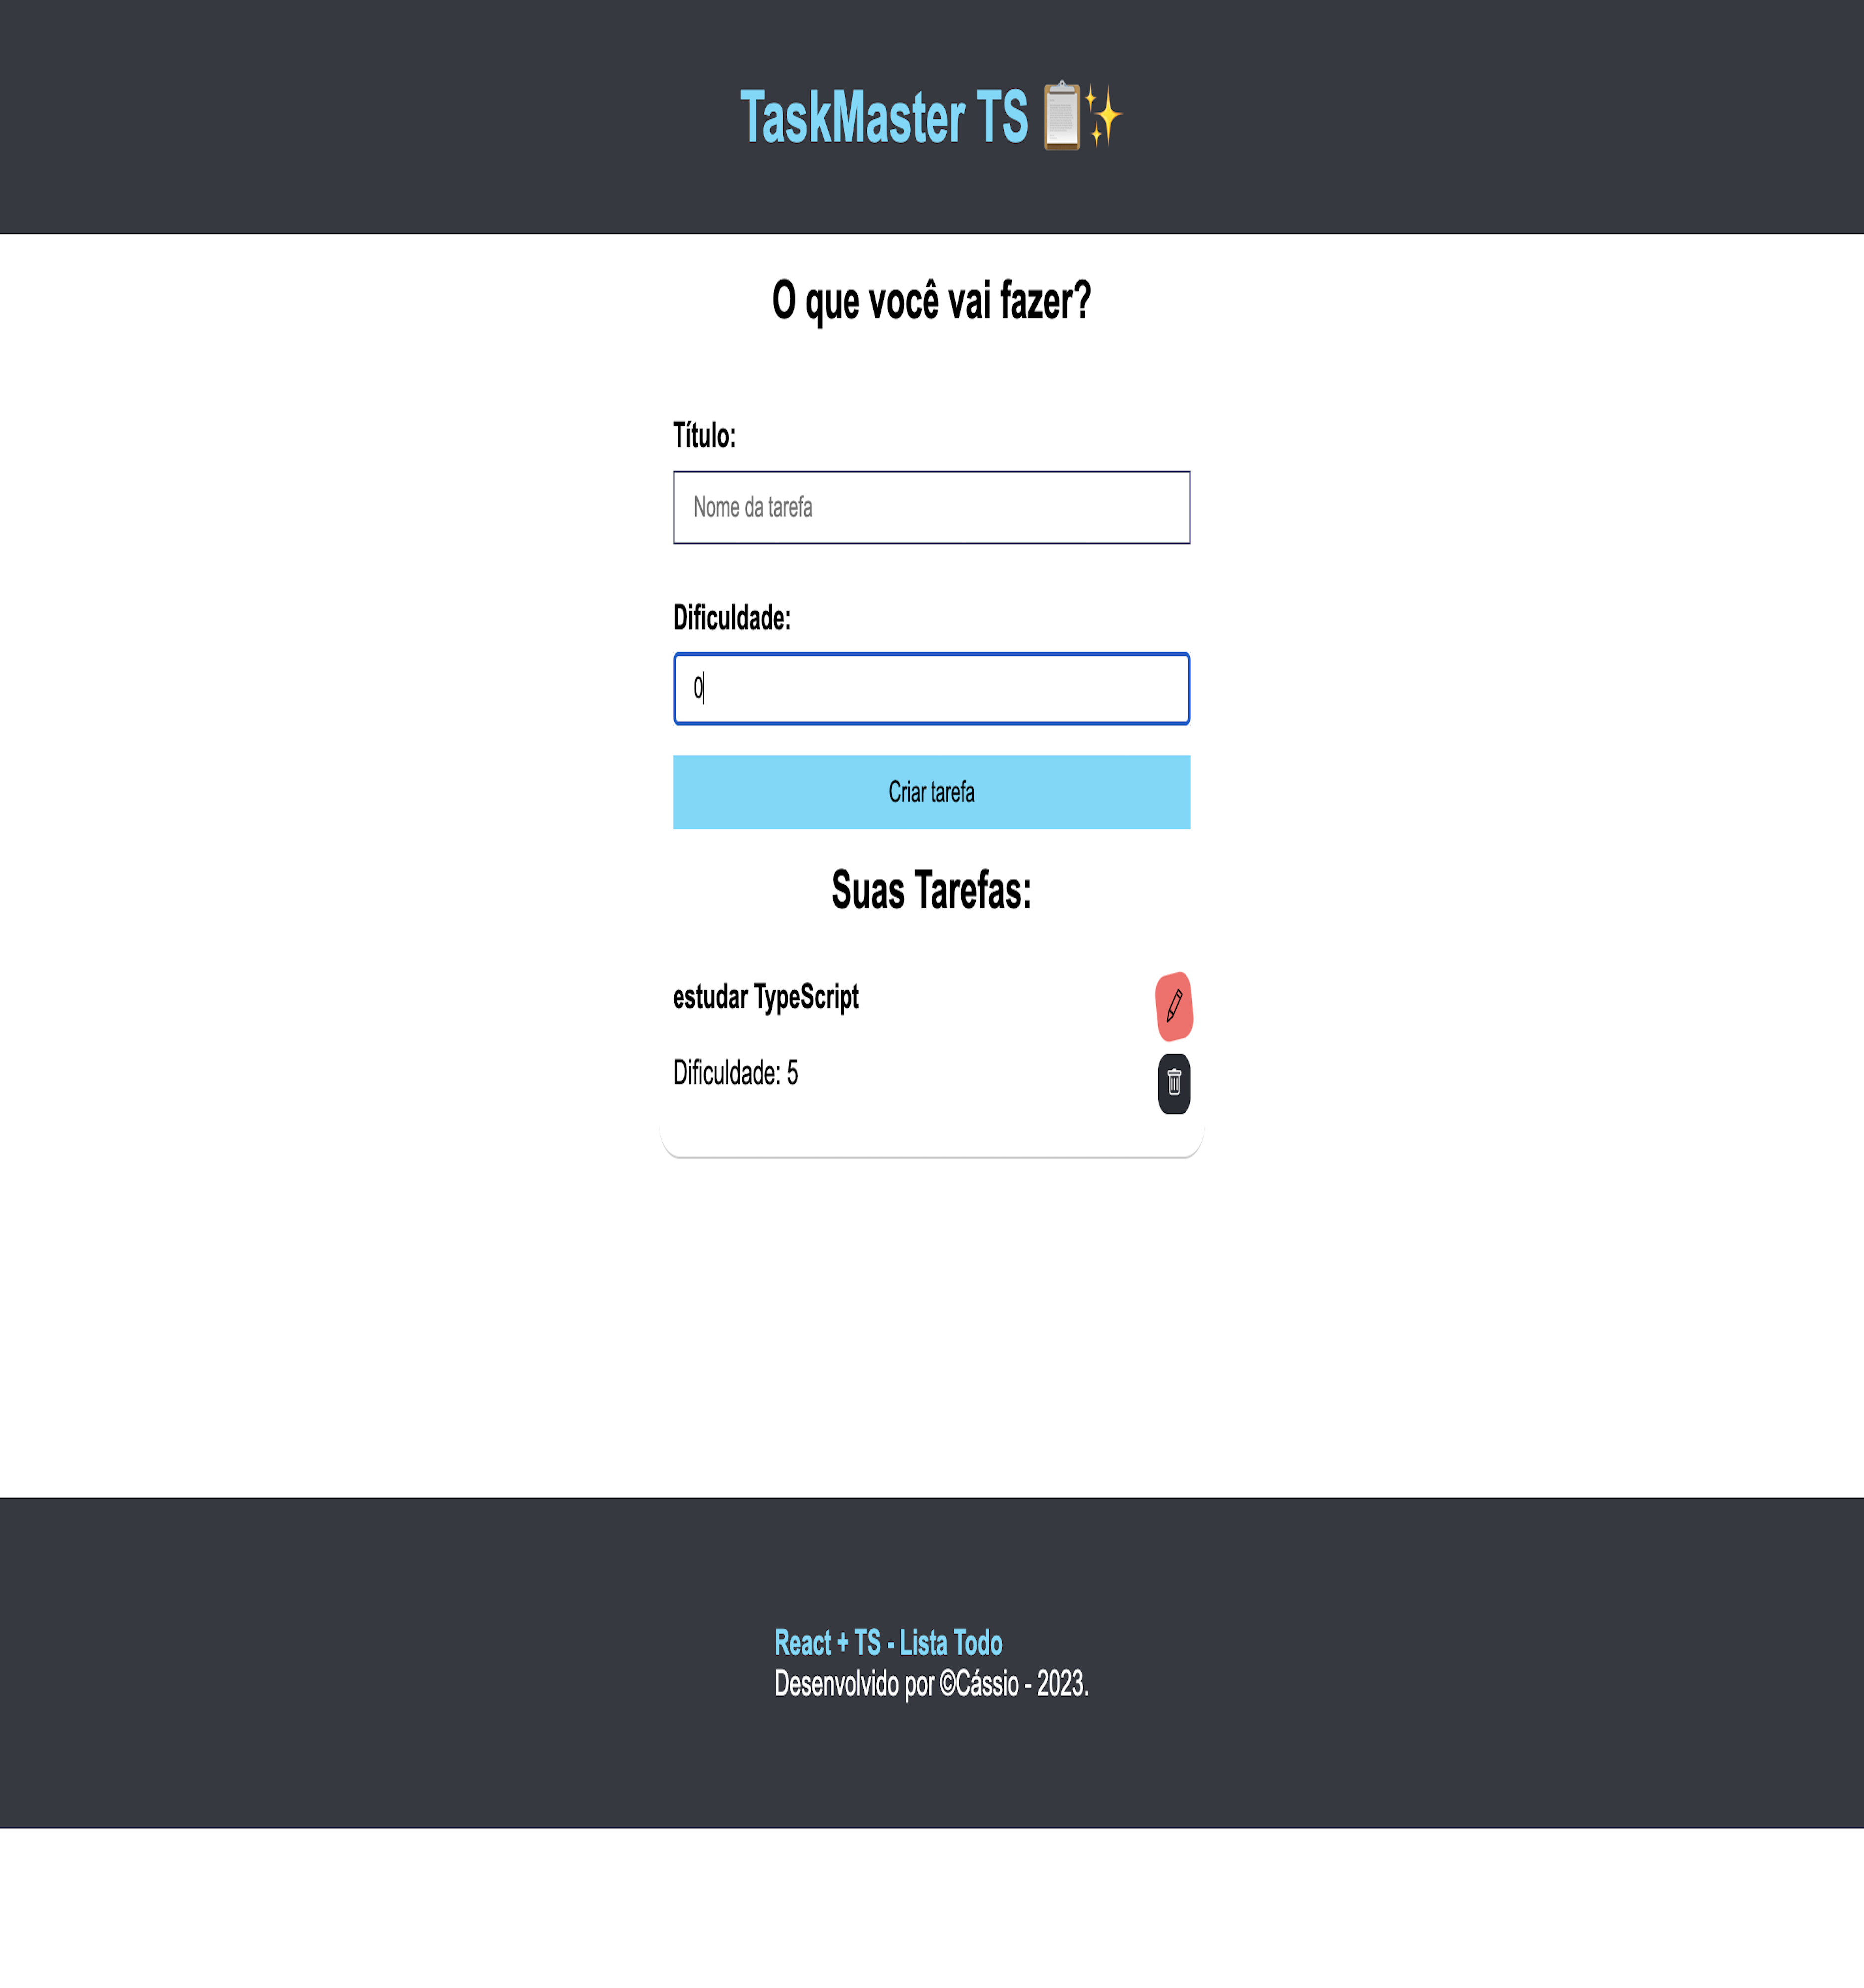 TaskMaster TS 📋✨
O que você vai fazer?
Título:
Nome da tarefa
Dificuldade:
0
Criar tarefa
Suas Tarefas:
estudar TypeScript
Dificuldade: 5
React + TS - Lista Todo
Desenvolvido por ©Cássio - 2023.